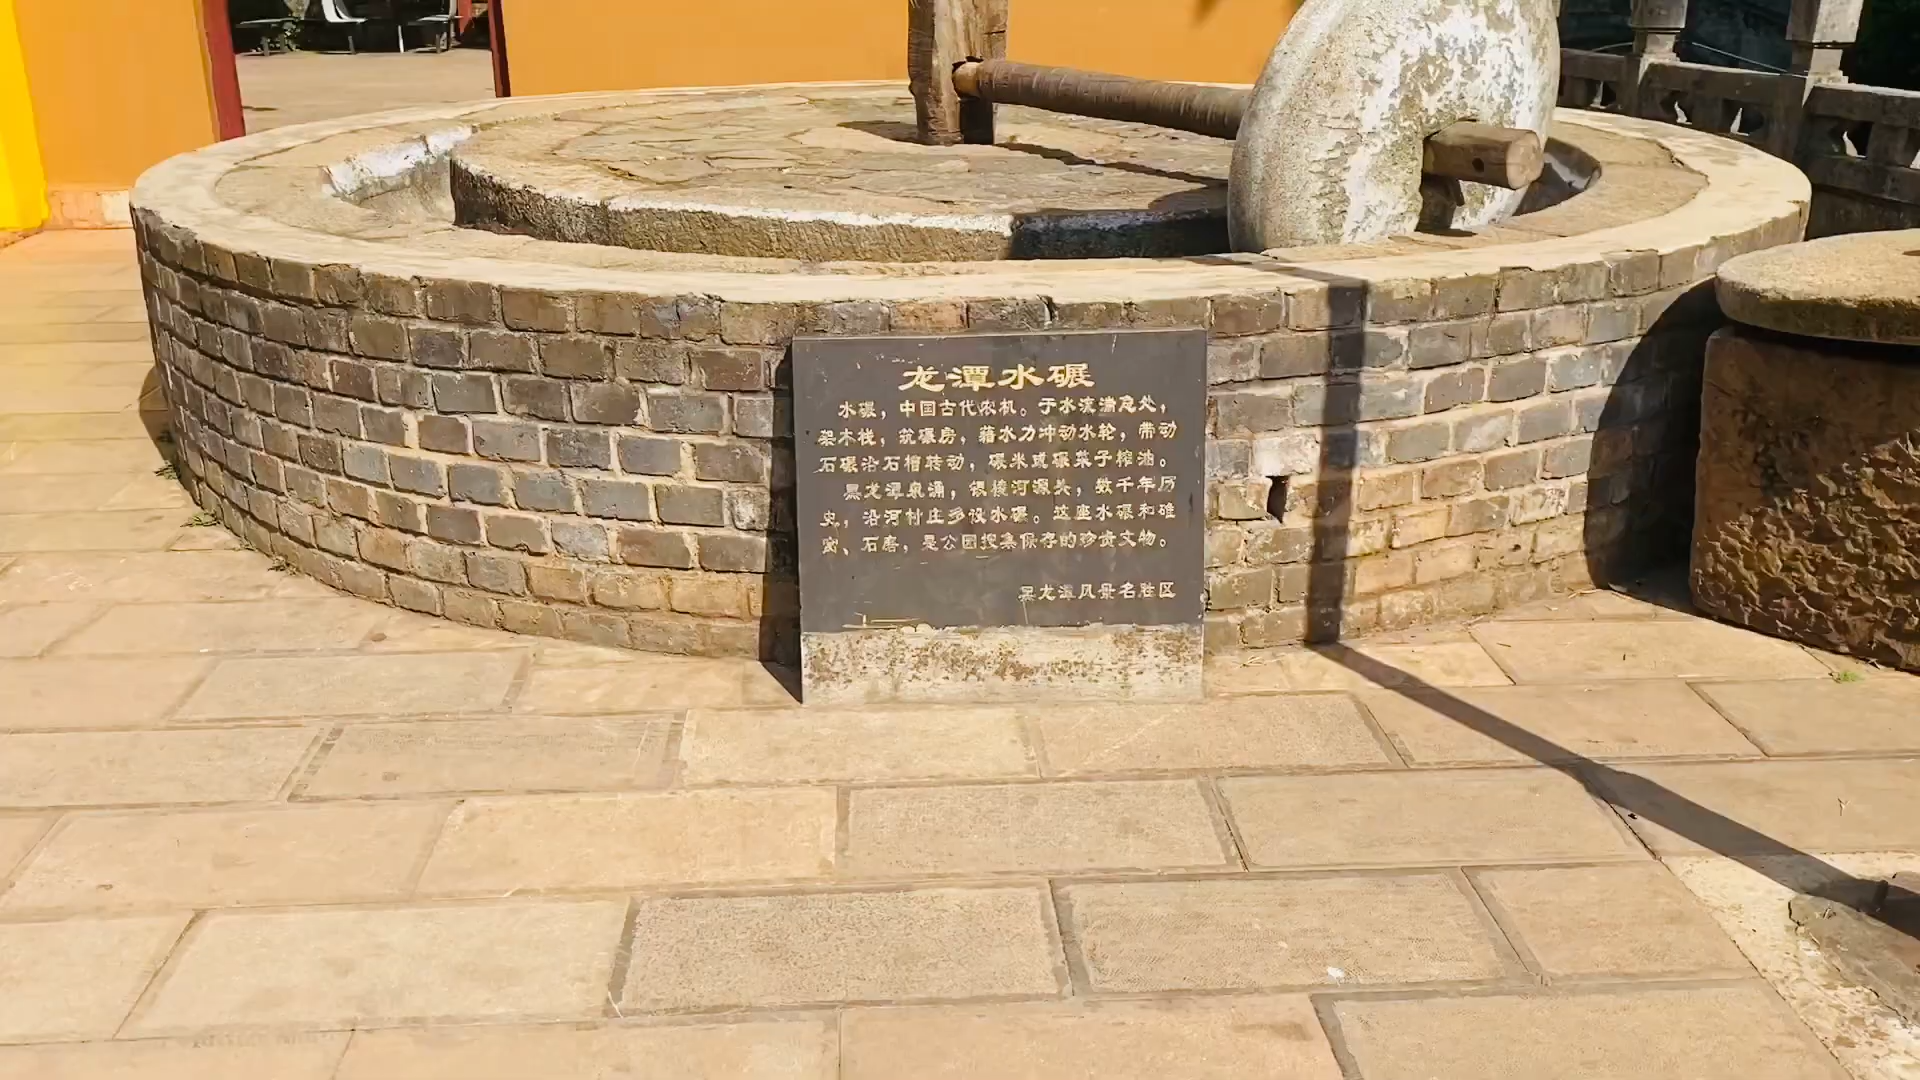 龙潭水碾
水碾，中国古代农机。于水流湍急处，
架木栈，筑碾房，藉水力冲动水轮，带动
石碾沿石槽转动，碾米或碾菜子榨油。
黑龙潭泉涌，银棱河源头，数千年历
史，沿河村庄多设水碾。这座水碾和碓
窝、石磨，是公园搜集保存的珍贵文物。
黑龙潭风景名胜区